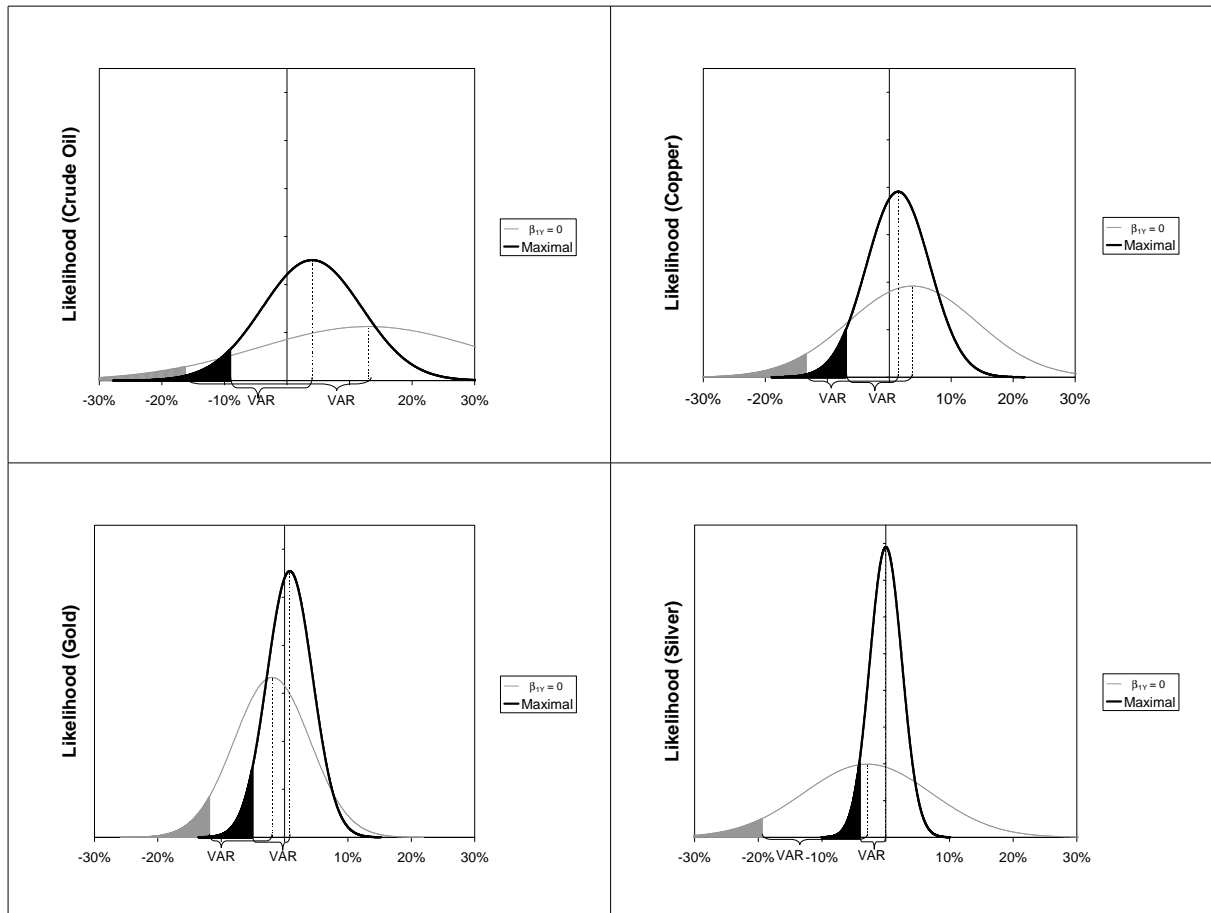 Likelihood (Crude Oil)
β1Y = 0
Maximal
-30% -20% -10% VAR VAR 20% 30%
Likelihood (Copper)
β1Y = 0
Maximal
-30% -20% VAR VAR 10% 20% 30%
Likelihood (Gold)
β1Y = 0
Maximal
-30% -20% VAR VAR 10% 20% 30%
Likelihood (Silver)
β1Y = 0
Maximal
-30% -20% VAR -10% VAR 10% 20% 30%